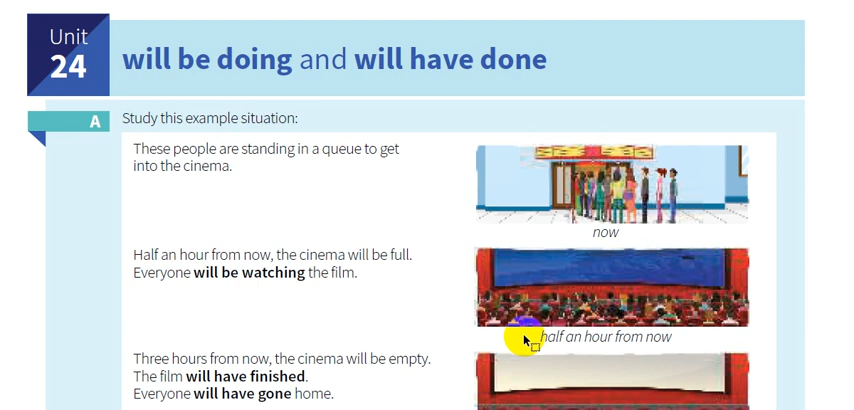 Unit
24
will be doing and will have done
A
Study this example situation:
These people are standing in a queue to get
into the cinema.
now
Half an hour from now, the cinema will be full.
Everyone will be watching the film.
half an hour from now
Three hours from now, the cinema will be empty.
The film will have finished.
Everyone will have gone home.